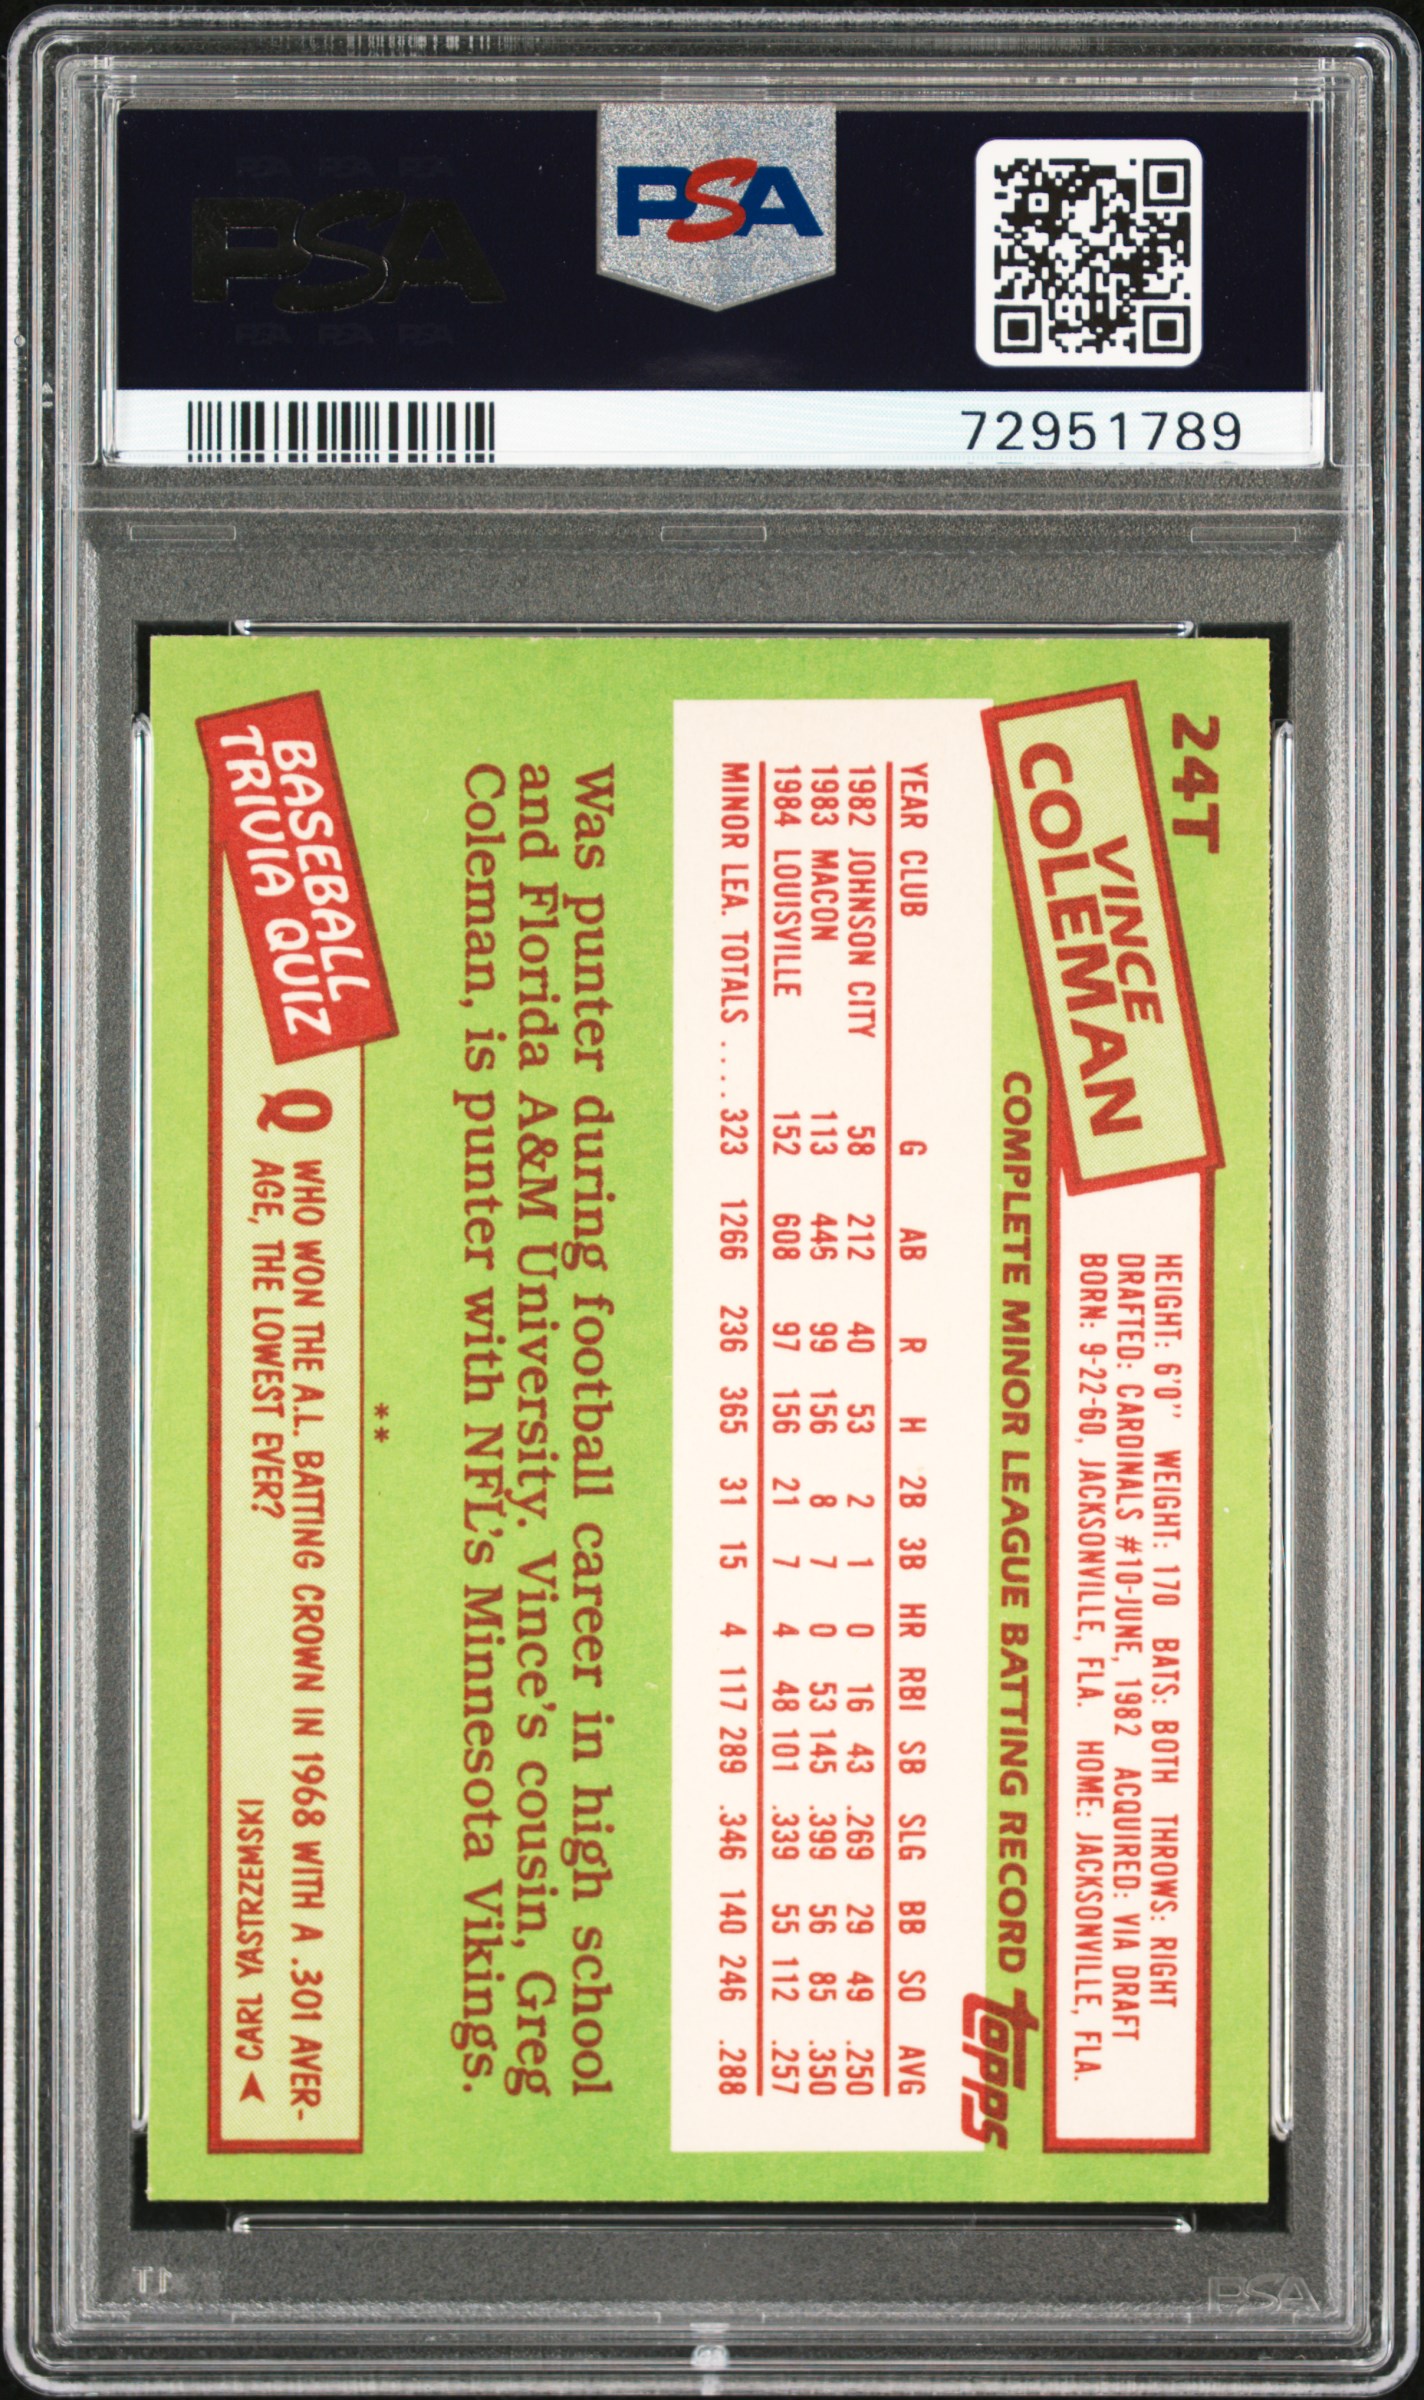 PSA
PSA
72951789
24T
VINCE
COLEMAN
HEIGHT: 6'0" WEIGHT: 170 BATS: BOTH THROWS: RIGHT
DRAFTED: CARDINALS #10-JUNE, 1982 ACQUIRED: VIA DRAFT
BORN: 9-22-60, JACKSONVILLE, FLA. HOME: JACKSONVILLE, FLA.
COMPLETE MINOR LEAGUE BATTING RECORD
Topps
YEAR CLUB G AB R H 2B 3B HR RBI SB SLG BB SO AVG
1982 JOHNSON CITY 58 212 40 53 2 1 0 16 43 .269 29 49 .250
1983 MACON 113 446 99 156 8 7 0 53 145 .399 56 85 .350
1984 LOUISVILLE 152 608 97 156 21 7 4 48 101 .339 55 112 .257
MINOR LEA. TOTALS .... 323 1266 236 365 31 15 4 117 289 .346 140 246 .288
Was punter during football career in high school
and Florida A&M University. Vince's cousin, Greg
Coleman, is punter with NFL's Minnesota Vikings.
**
BASEBALL
TRIVIA QUIZ
Q WHO WON THE A.L. BATTING CROWN IN 1968 WITH A .301 AVER-
AGE, THE LOWEST EVER?
CARL YASTRZEMSKI
PSA